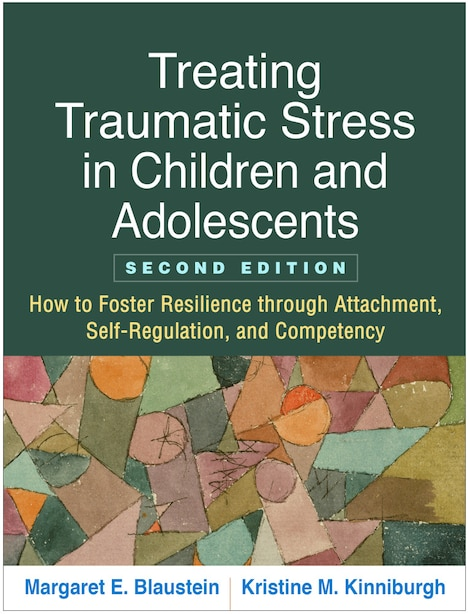 Treating
Traumatic Stress
in Children and
Adolescents
SECOND EDITION
How to Foster Resilience through Attachment,
Self-Regulation, and Competency
Margaret E. Blaustein | Kristine M. Kinniburgh